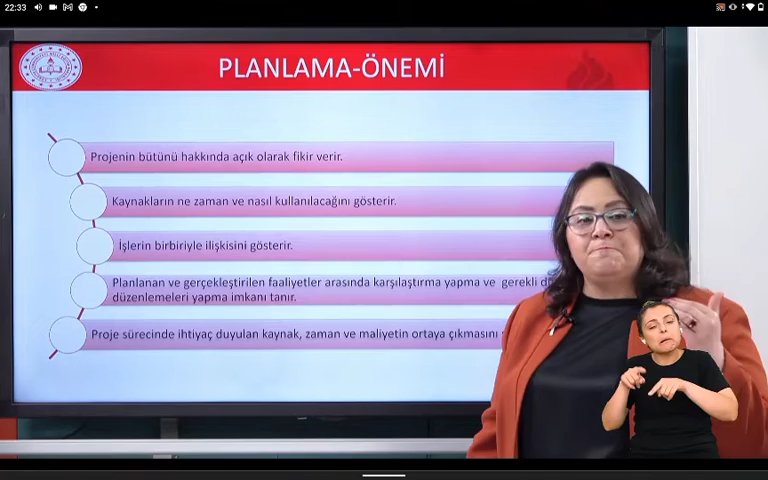 22:33
PLANLAMA-ÖNEMİ
Projenin bütünü hakkında açık olarak fikir verir.
Kaynakların ne zaman ve nasıl kullanılacağını gösterir.
İşlerin birbiriyle ilişkisini gösterir.
Planlanan ve gerçekleştirilen faaliyetler arasında karşılaştırma yapma ve gerekli
düzenlemeleri yapma imkanı tanır.
Proje sürecinde ihtiyaç duyulan kaynak, zaman ve maliyetin ortaya çıkmasını